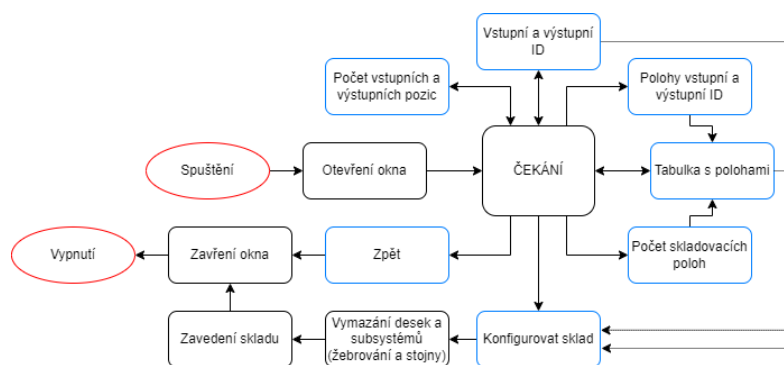 Vstupní a výstupní
ID
Počet vstupních a
výstupních pozic
Polohy vstupní a
výstupní ID
Spuštění
Otevření okna
ČEKÁNÍ
Tabulka s polohami
Vypnutí
Zavření okna
Zpět
Počet skladovacích
poloh
Zavedení skladu
Vymazání desek a
subsystémů
(žebrování a stojny)
Konfigurovat sklad